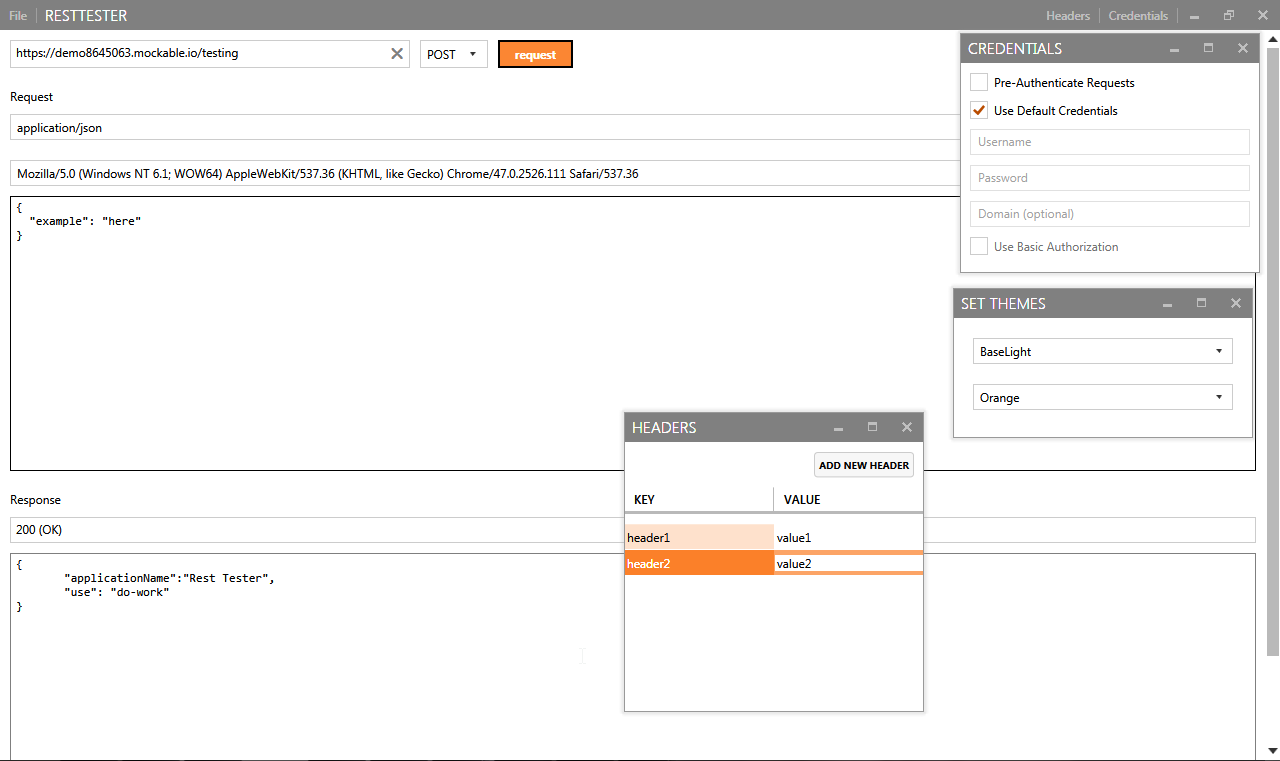 File RESTTESTER Headers Credentials
https://demo8645063.mockable.io/testing POST request
Request
application/json
Mozilla/5.0 (Windows NT 6.1; WOW64) AppleWebKit/537.36 (KHTML, like Gecko) Chrome/47.0.2526.111 Safari/537.36
{
"example": "here"
}
CREDENTIALS
Pre-Authenticate Requests
Use Default Credentials
Username
Password
Domain (optional)
Use Basic Authorization
SET THEMES
BaseLight
Orange
HEADERS
ADD NEW HEADER
KEY VALUE
header1 value1
header2 value2
Response
200 (OK)
{
"applicationName":"Rest Tester",
"use": "do-work"
}